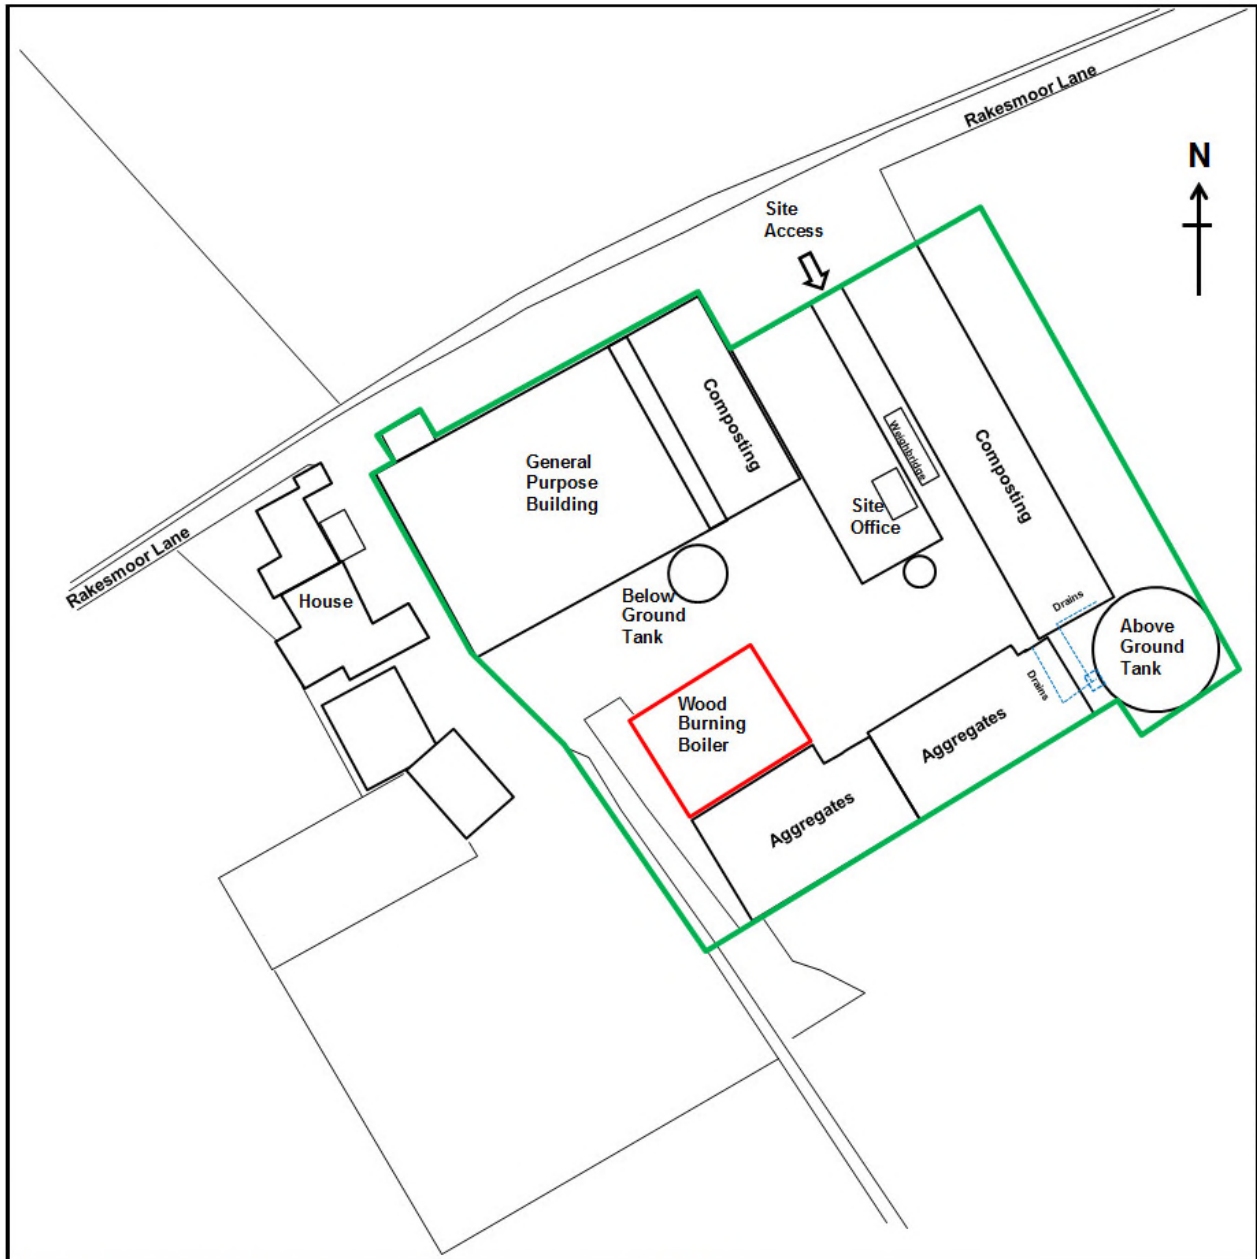 Rakesmoor Lane
N
Site
Access
Composting
Weighbridge
General
Purpose
Building
Composting
Site
Office
Rakesmoor Lane
House
Below
Ground
Tank
Drains
Above
Ground
Tank
Drains
Wood
Burning
Boiler
Aggregates
Aggregates